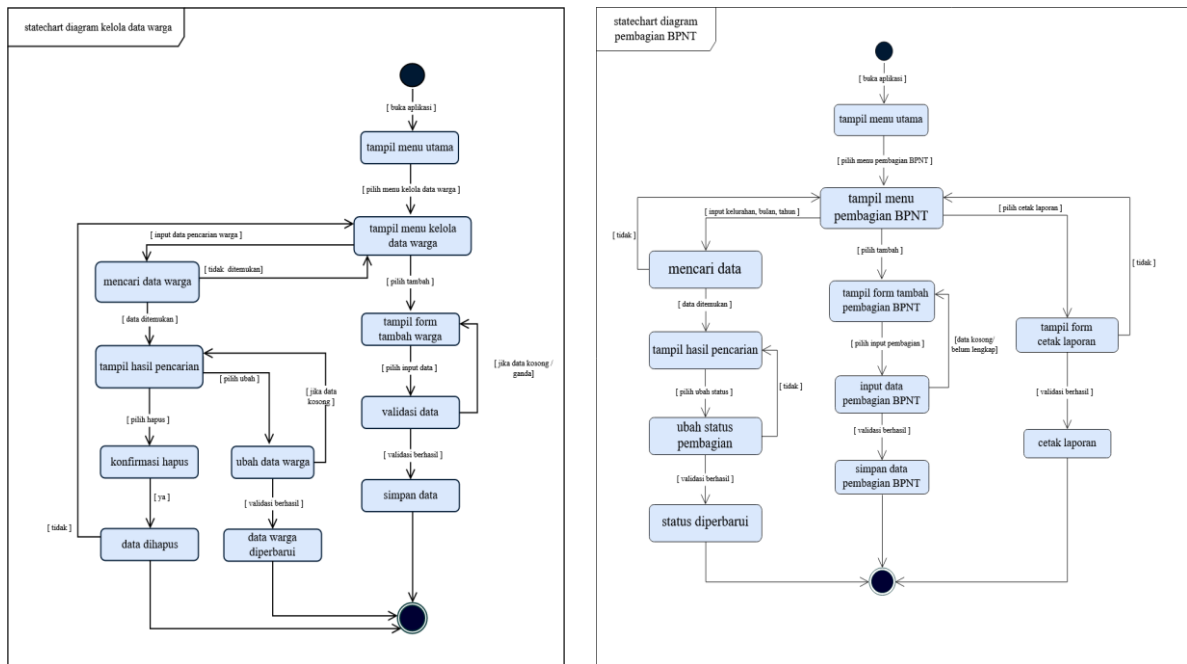 statechart diagram kelola data warga
[ buka aplikasi ]
tampil menu utama
[ pilih menu kelola data warga ]
tampil menu kelola
data warga
[ input data pencarian warga ]
[ tidak ditemukan]
mencari data warga
[ pilih tambah ]
[ data ditemukan ]
tampil form
tambah warga
tampil hasil pencarian
[ pilih ubah ]
[ jika data
kosong ]
[ pilih input data ]
[ jika data kosong /
ganda]
validasi data
[ pilih hapus ]
konfirmasi hapus
ubah data warga
[ validasi berhasil ]
simpan data
[ ya ]
[ tidak ]
[ validasi berhasil ]
data dihapus
data warga
diperbarui
statechart diagram
pembagian BPNT
[ buka aplikasi ]
tampil menu utama
[ pilih menu pembagian BPNT ]
tampil menu
pembagian BPNT
[ input kelurahan, bulan, tahun ]
[ pilih cetak laporan ]
[ tidak ]
[ pilih tambah ]
[ tidak ]
mencari data
tampil form tambah
pembagian BPNT
[ data ditemukan ]
tampil form
cetak laporan
tampil hasil pencarian
[ pilih input pembagian ]
[data kosong/
belum lengkap]
[ pilih ubah status ]
[ tidak ]
input data
pembagian BPNT
[ validasi berhasil ]
ubah status
pembagian
[ validasi berhasil ]
cetak laporan
[ validasi berhasil ]
simpan data
pembagian BPNT
status diperbarui